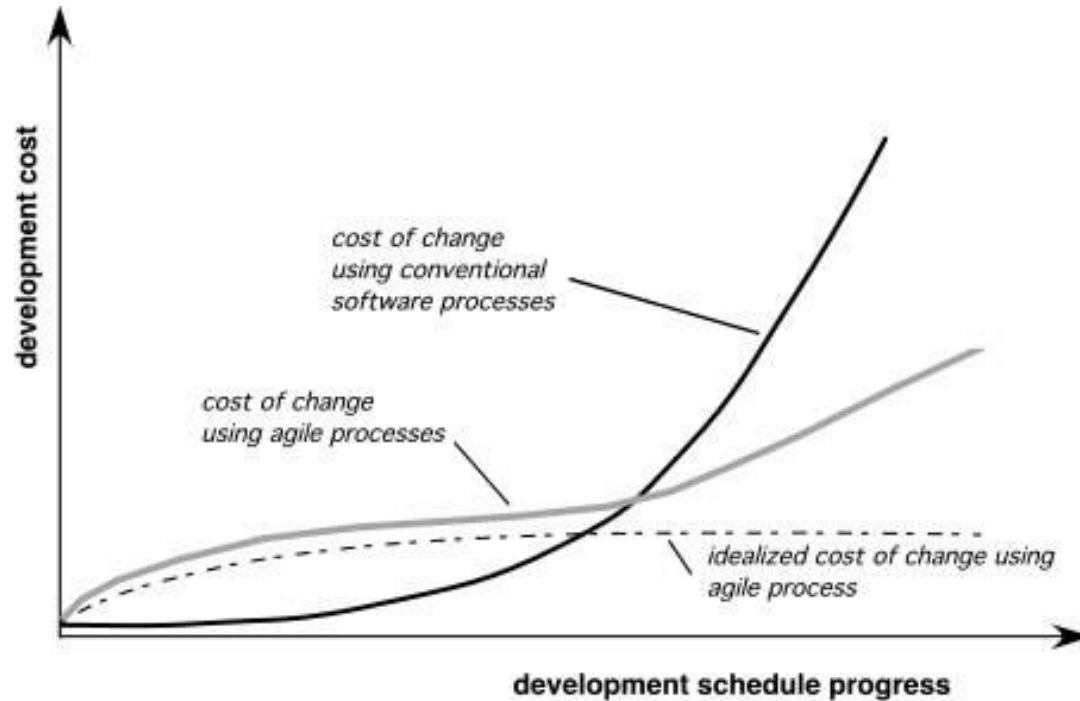 development cost
cost of change
using conventional
software processes
cost of change
using agile processes
idealized cost of change using
agile process
development schedule progress